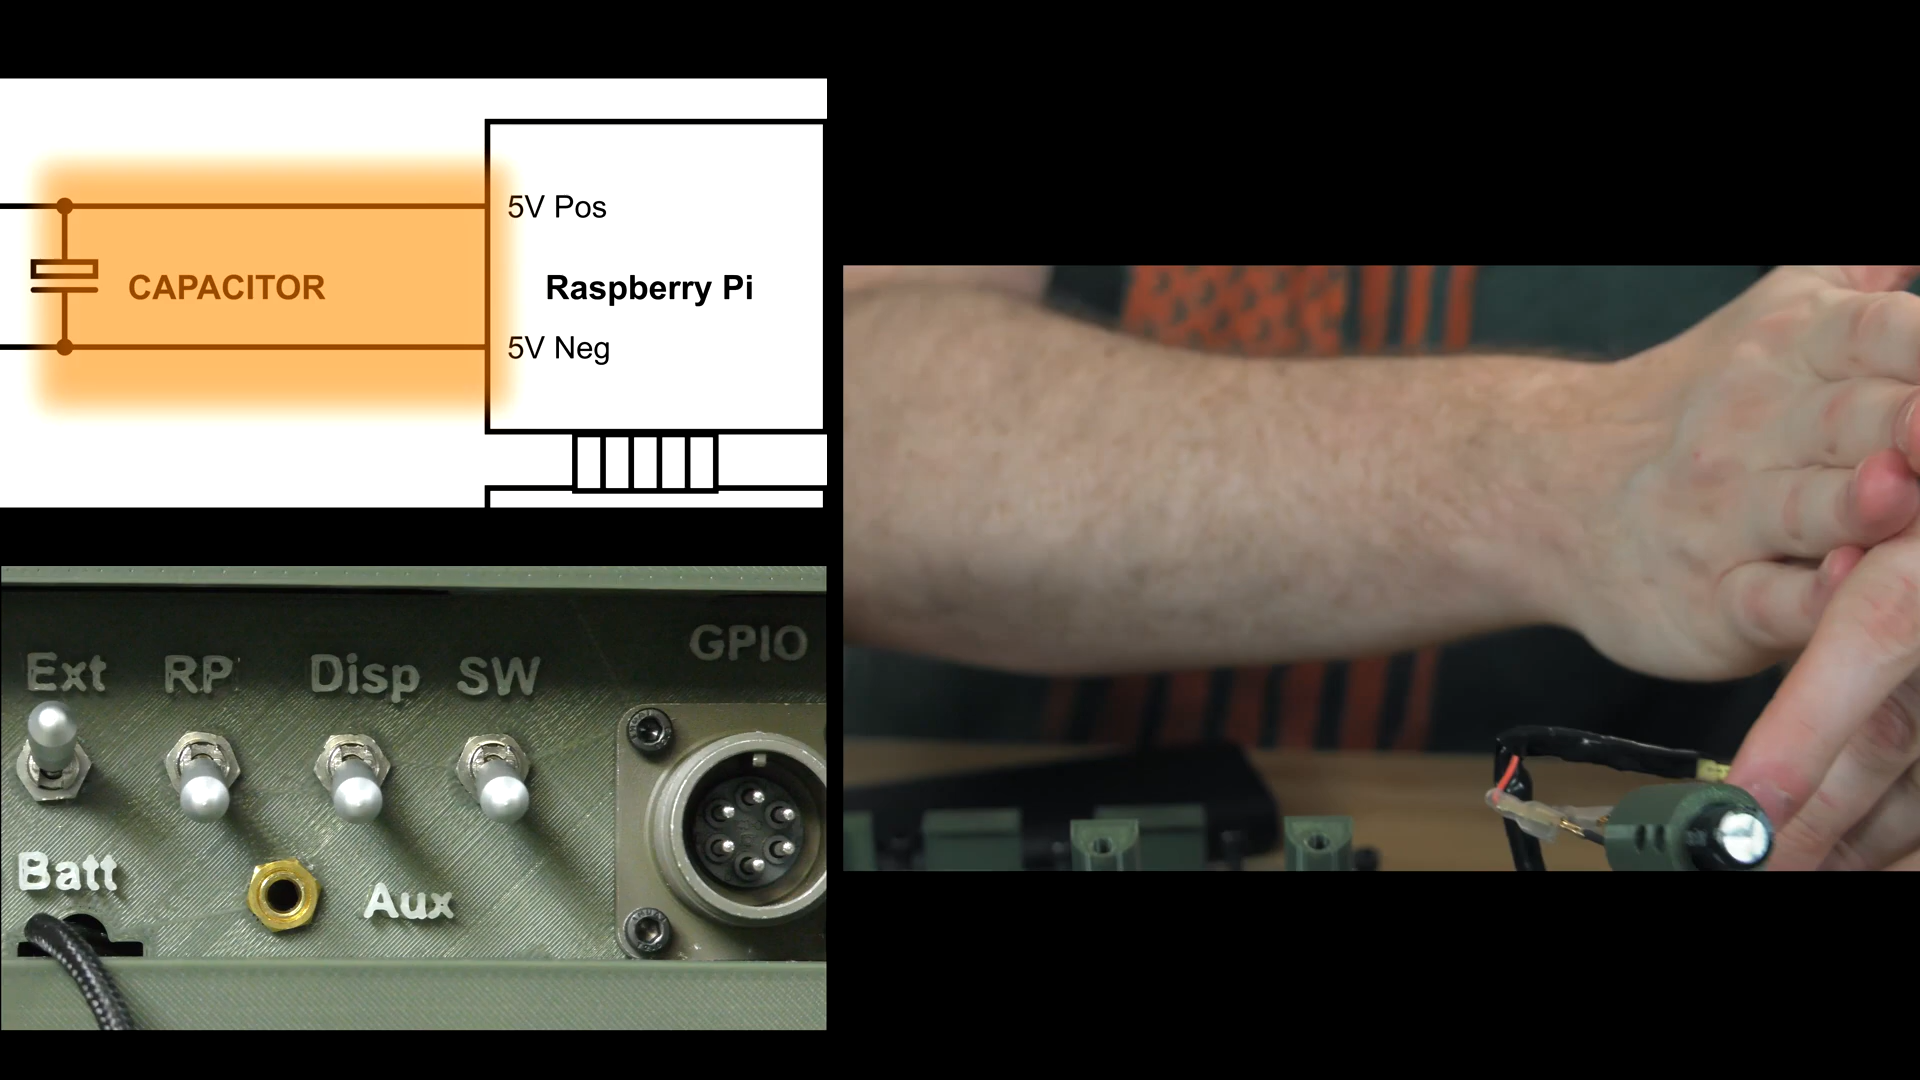 5V Pos
CAPACITOR
Raspberry Pi
5V Neg
GPIO
Ext RP Disp SW
Batt
Aux